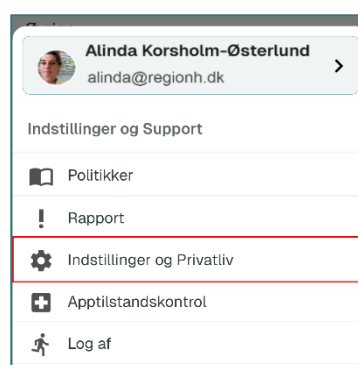 Alinda Korsholm-Østerlund
alinda@regionh.dk
Indstillinger og Support
Politikker
Rapport
Indstillinger og Privatliv
Apptilstandskontrol
Log af